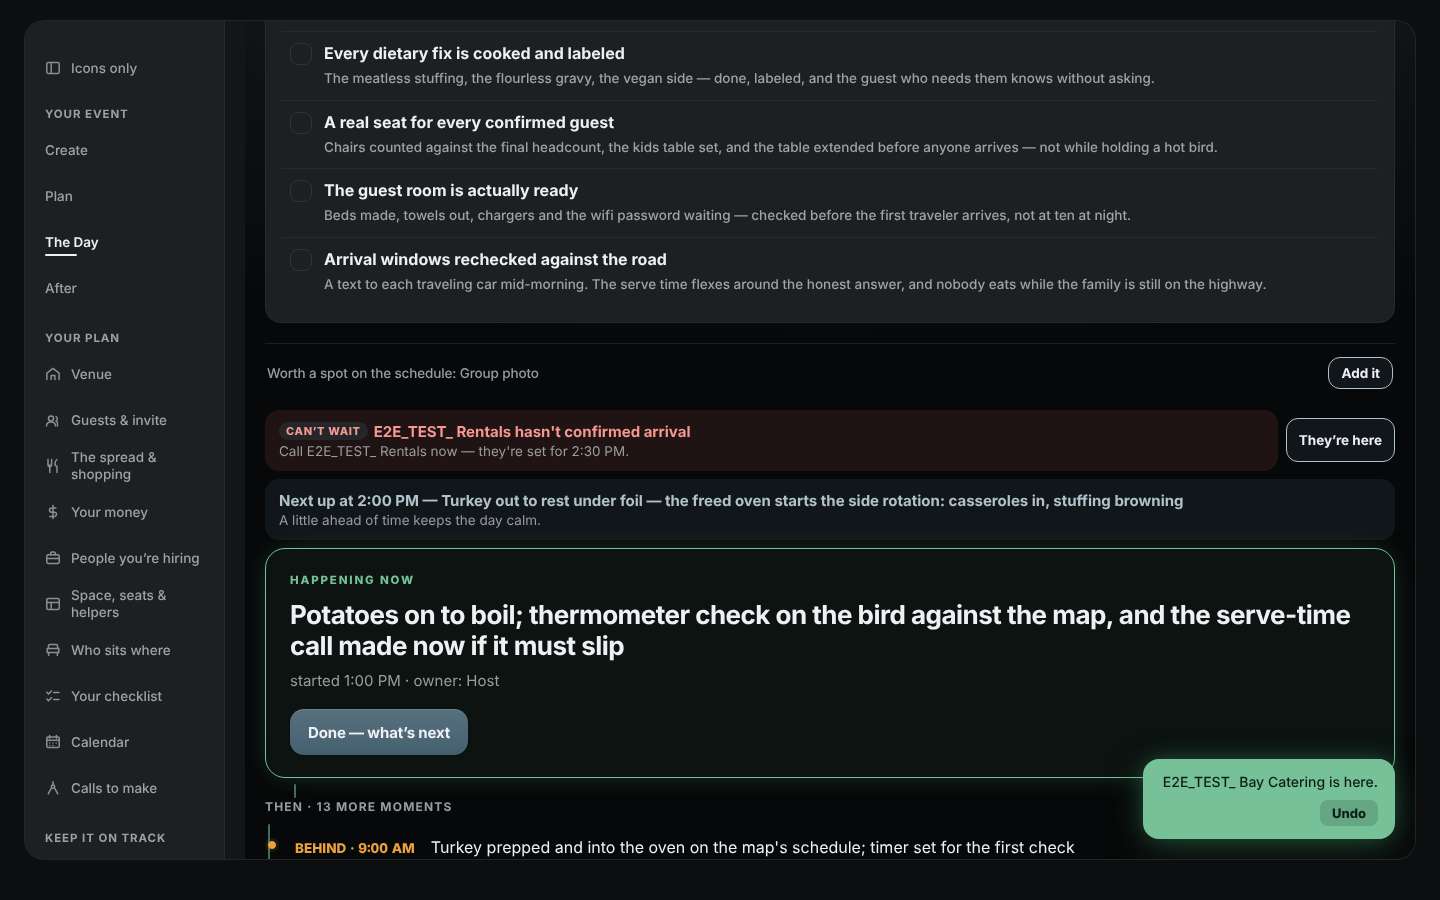 Icons only
YOUR EVENT
Create
Plan
The Day
After
YOUR PLAN
Venue
Guests & invite
The spread &
shopping
Your money
People you’re hiring
Space, seats &
helpers
Who sits where
Your checklist
Calendar
Calls to make
KEEP IT ON TRACK
Every dietary fix is cooked and labeled
The meatless stuffing, the flourless gravy, the vegan side — done, labeled, and the guest who needs them knows without asking.
A real seat for every confirmed guest
Chairs counted against the final headcount, the kids table set, and the table extended before anyone arrives — not while holding a hot bird.
The guest room is actually ready
Beds made, towels out, chargers and the wifi password waiting — checked before the first traveler arrives, not at ten at night.
Arrival windows rechecked against the road
A text to each traveling car mid-morning. The serve time flexes around the honest answer, and nobody eats while the family is still on the highway.
Worth a spot on the schedule: Group photo
Add it
CAN’T WAIT E2E_TEST_ Rentals hasn't confirmed arrival
Call E2E_TEST_ Rentals now — they're set for 2:30 PM.
They’re here
Next up at 2:00 PM — Turkey out to rest under foil — the freed oven starts the side rotation: casseroles in, stuffing browning
A little ahead of time keeps the day calm.
HAPPENING NOW
Potatoes on to boil; thermometer check on the bird against the map, and the serve-time
call made now if it must slip
started 1:00 PM · owner: Host
Done — what’s next
THEN · 13 MORE MOMENTS
BEHIND · 9:00 AM Turkey prepped and into the oven on the map's schedule; timer set for the first check
E2E_TEST_ Bay Catering is here.
Undo